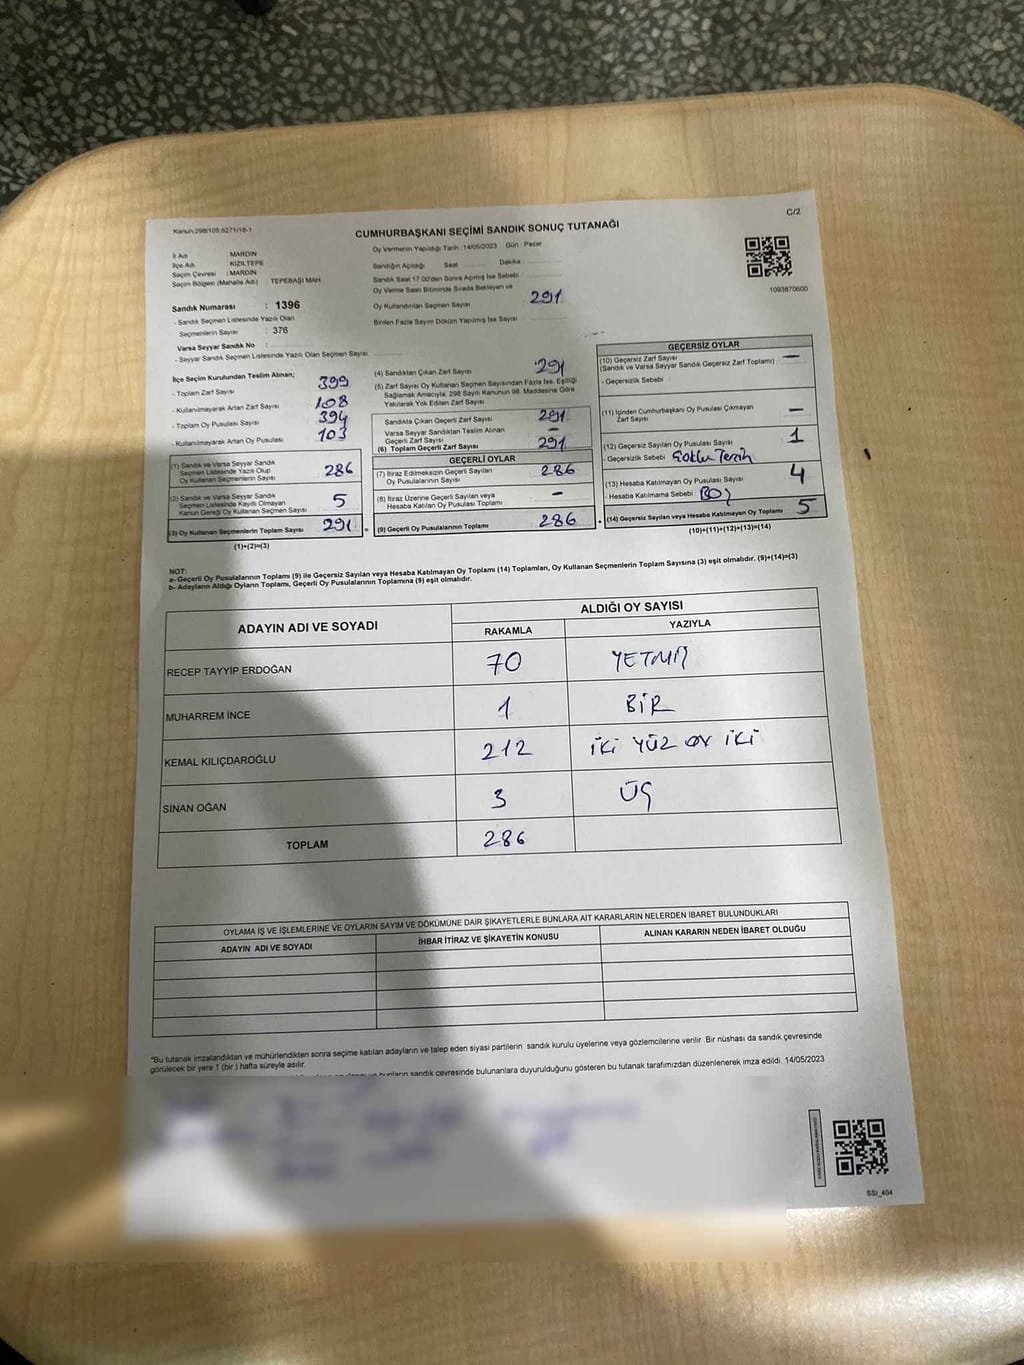 Kanun,298/105,6271/18-1
C/2
CUMHURBAŞKANI SEÇİMİ SANDIK SONUÇ TUTANAĞI
İl Adı : MARDİN
İlçe Adı : KIZILTEPE
Seçim Çevresi : MARDİN
Seçim Bölgesi (Mahalle Adı) TEPEBAŞI MAH.
Sandık Numarası : 1396
- Sandık Seçmen Listesinde Yazılı Olan
Seçmenlerin Sayısı : 376
Varsa Seyyar Sandık No :
- Seyyar Sandık Seçmen Listesinde Yazılı Olan Seçmen Sayısı
Oy Vermenin Yapıldığı Tarih : 14/05/2023 Gün : Pazar
Sandığın Açıldığı Saat Dakika :
Sandık Saat 17:00'den Sonra Açılmış İse Sebebi
Oy Verme Saati Bitiminde Sırada Bekleyen ve
Oy Kullandırılan Seçmen Sayısı 291
Birden Fazla Sayım Döküm Yapılmış İse Sayısı
1093870600
İlçe Seçim Kurulundan Teslim Alınan;
- Toplam Zarf Sayısı 399
- Kullanılmayarak Artan Zarf Sayısı 108
- Toplam Oy Pusulası Sayısı 394
- Kullanılmayarak Artan Oy Pusulası 103
(1) Sandık ve Varsa Seyyar Sandık
Seçmen Listesinde Yazılı Olup
Oy Kullanan Seçmenlerin Sayısı 286
(2) Sandık ve Varsa Seyyar Sandık
Seçmen Listesinde Kayıtlı Olmayan
Kanun Gereği Oy Kullanan Seçmen Sayısı 5
(3) Oy Kullanan Seçmenlerin Toplam Sayısı 291 =
(1)+(2)=(3)
(4) Sandıktan Çıkan Zarf Sayısı 291
(5) Zarf Sayısı Oy Kullanan Seçmen Sayısından Fazla İse, Eşitliği
Sağlamak Amacıyla; 298 Sayılı Kanunun 98. Maddesine Göre
Yakılarak Yok Edilen Zarf Sayısı
Sandıkta Çıkan Geçerli Zarf Sayısı 291
Varsa Seyyar Sandıktan Teslim Alınan
Geçerli Zarf Sayısı –
(6) Toplam Geçerli Zarf Sayısı 291
GEÇERLİ OYLAR
(7) İtiraz Edilmeksizin Geçerli Sayılan
Oy Pusulasının Sayısı 286
(8) İtiraz Üzerine Geçerli Sayılan veya
Hesaba Katılan Oy Pusulası Toplamı –
(9) Geçerli Oy Pusulalarının Toplamı 286 +
GEÇERSİZ OYLAR
(10) Geçersiz Zarf Sayısı –
(Sandık ve Varsa Seyyar Sandık Geçersiz Zarf Toplamı)
- Geçersizlik Sebebi :
(11) İçinden Cumhurbaşkanı Oy Pusulası Çıkmayan
Zarf Sayısı –
(12) Geçersiz Sayılan Oy Pusulası Sayısı 1
- Geçersizlik Sebebi
(13) Hesaba Katılmayan Oy Pusulası Sayısı 4
- Hesaba Katılmama Sebebi : BOŞ
(14) Geçersiz Sayılan veya Hesaba Katılmayan Oy Toplamı 5
(10)+(11)+(12)+(13)=(14)
NOT:
a- Geçerli Oy Pusulalarının Toplamı (9) ile Geçersiz Sayılan veya Hesaba Katılmayan Oy Toplamı (14) Toplamları, Oy Kullanan Seçmenlerin Toplam Sayısına (3) eşit olmalıdır. (9)+(14)=(3)
b- Adayların Aldığı Oyların Toplamı, Geçerli Oy Pusulalarının Toplamına (9) eşit olmalıdır.
ADAYIN ADI VE SOYADI
ALDIĞI OY SAYISI
RAKAMLA YAZIYLA
RECEP TAYYİP ERDOĞAN 70 YETMİŞ
MUHARREM İNCE 1 BİR
KEMAL KILIÇDAROĞLU 212 İKİ YÜZ ON İKİ
SİNAN OĞAN 3 ÜÇ
TOPLAM 286
OYLAMA İŞ VE İŞLEMLERİNE VE OYLARIN SAYIM VE DÖKÜMÜNE DAİR ŞİKAYETLERLE BUNLARA AİT KARARLARIN NELERDEN İBARET BULUNDUKLARI
ADAYIN ADI VE SOYADI İHBAR İTİRAZ VE ŞİKAYETİN KONUSU ALINAN KARARIN NEDEN İBARET OLDUĞU
*Bu tutanak imzalandıktan ve mühürlendikten sonra seçime katılan adayların ve talep eden siyasi partilerin sandık kurulu üyelerine veya gözlemcilerine verilir .Bir nüshası da sandık çevresinde
görülecek bir yere 1 (bir ) hafta süreyle asılır.
bunların sandık çevresinde bulunanlara duyurulduğunu gösteren bu tutanak tarafımızdan düzenlenerek imza edildi. 14/05/2023
SSİ_404